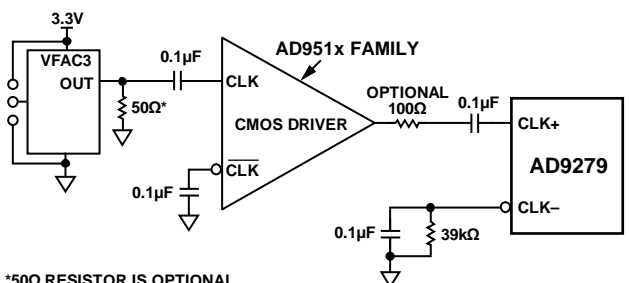 3.3V
VFAC3
OUT
50Ω*
0.1µF
AD951x FAMILY
CLK
CMOS DRIVER
CLK
0.1µF
OPTIONAL
100Ω
0.1µF
CLK+
AD9279
CLK–
0.1µF
39kΩ
*50Ω RESISTOR IS OPTIONAL